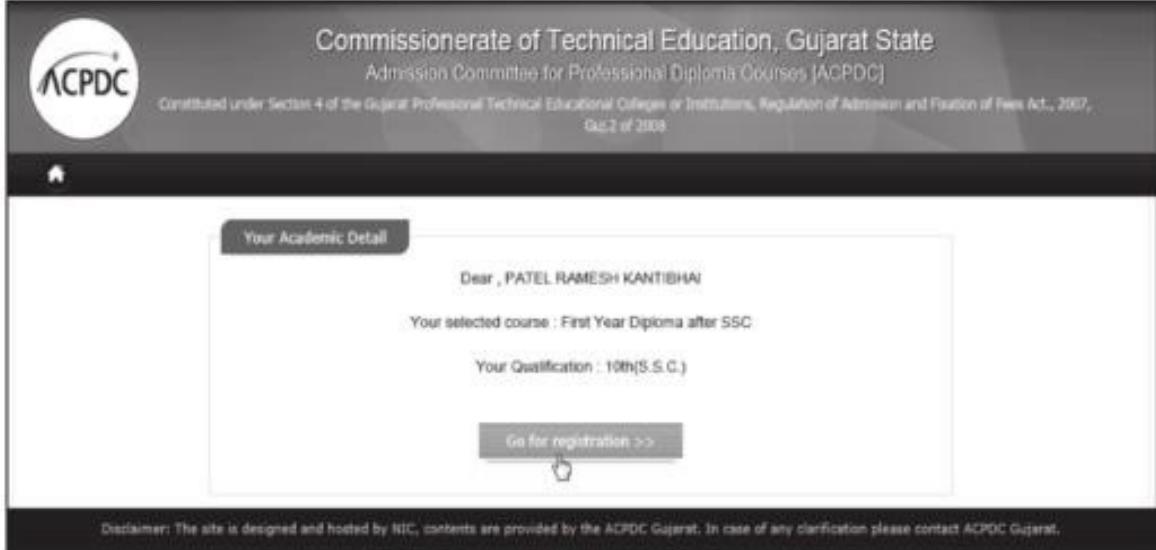 ACPDC
Commissionerate of Technical Education, Gujarat State
Admission Committee for Professional Diploma Courses [ACPDC]
Constituted under Section 4 of the Gujarat Professional Technical Educational Colleges or Institutions, Regulation of Admission and Fixation of Fees Act., 2007,
Guj.2 of 2008
Your Academic Detail
Dear , PATEL RAMESH KANTIBHAI
Your selected course : First Year Diploma after SSC
Your Qualification : 10th(S.S.C.)
Go for registration >>
Disclaimer: The site is designed and hosted by NIC, contents are provided by the ACPDC Gujarat. In case of any clarification please contact ACPDC Gujarat.